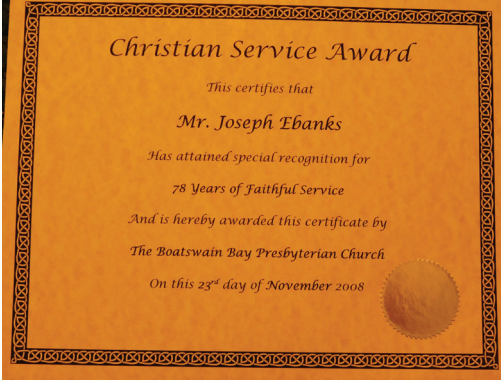 Christian Service Award
This certifies that
Mr. Joseph Ebanks
Has attained special recognition for
78 Years of Faithful Service
And is hereby awarded this certificate by
The Boatswain Bay Presbyterian Church
On this 23rd day of November 2008